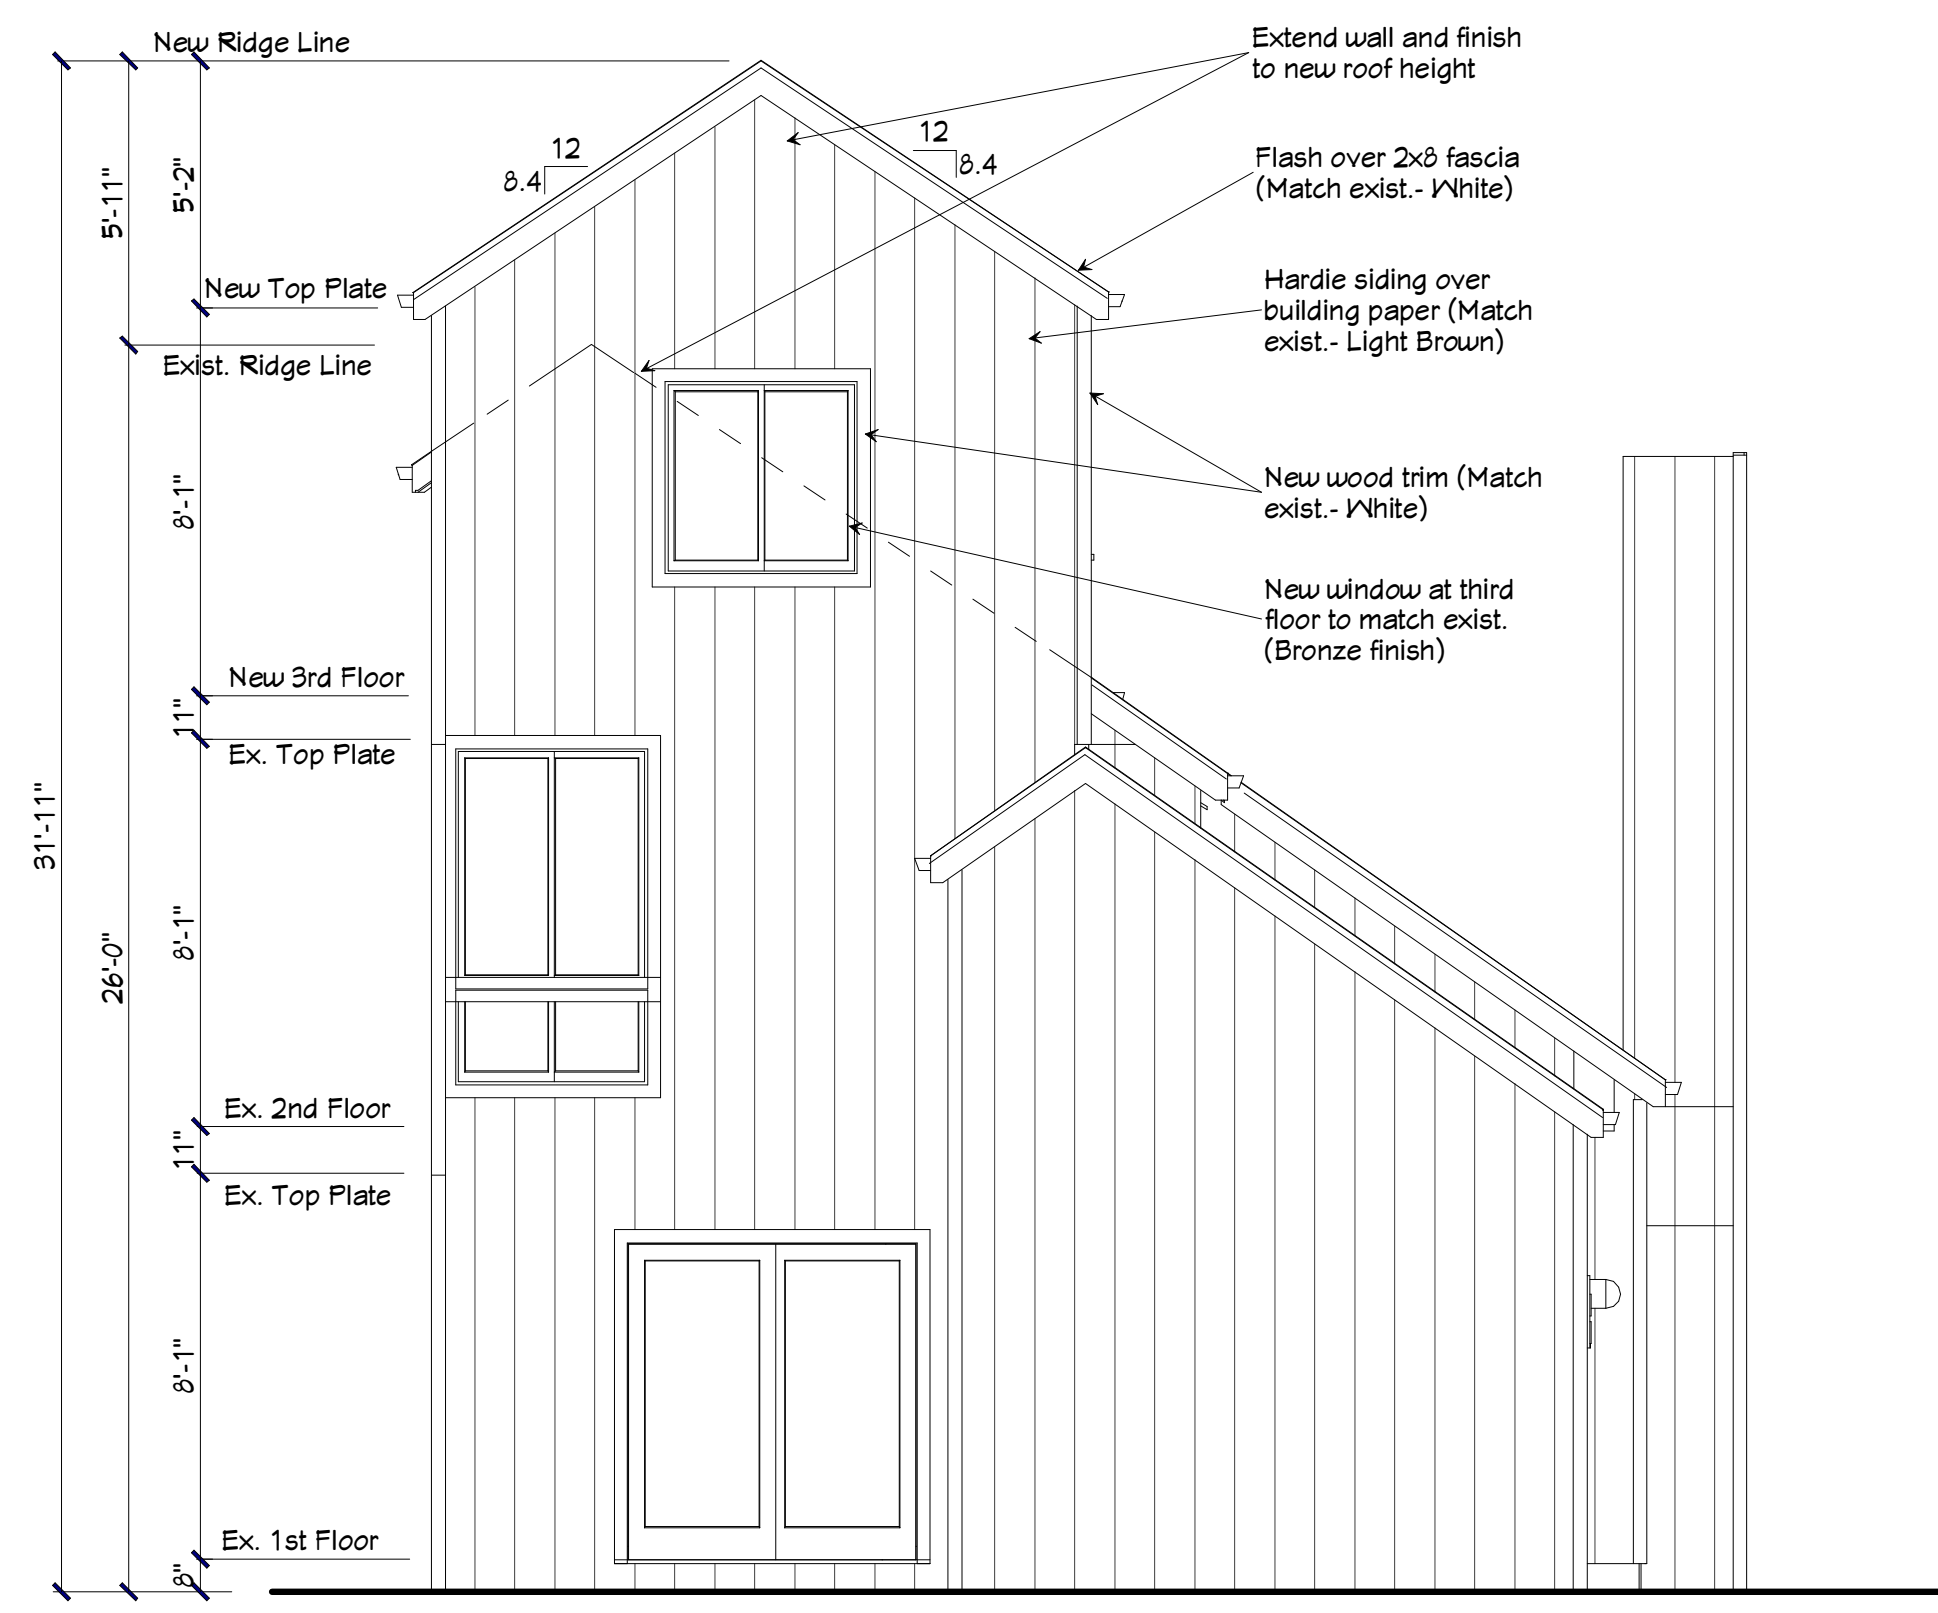 New Ridge Line
Extend wall and finish
to new roof height
12
8.4
12
8.4
Flash over 2x8 fascia
(Match exist.- White)
5'-11"
5'-2"
New Top Plate
Hardie siding over
building paper (Match
exist.- Light Brown)
Exist. Ridge Line
8'-1"
New wood trim (Match
exist.- White)
New window at third
floor to match exist.
(Bronze finish)
New 3rd Floor
11"
Ex. Top Plate
31'-11"
26'-0"
8'-1"
Ex. 2nd Floor
11"
Ex. Top Plate
8'-1"
Ex. 1st Floor
8"